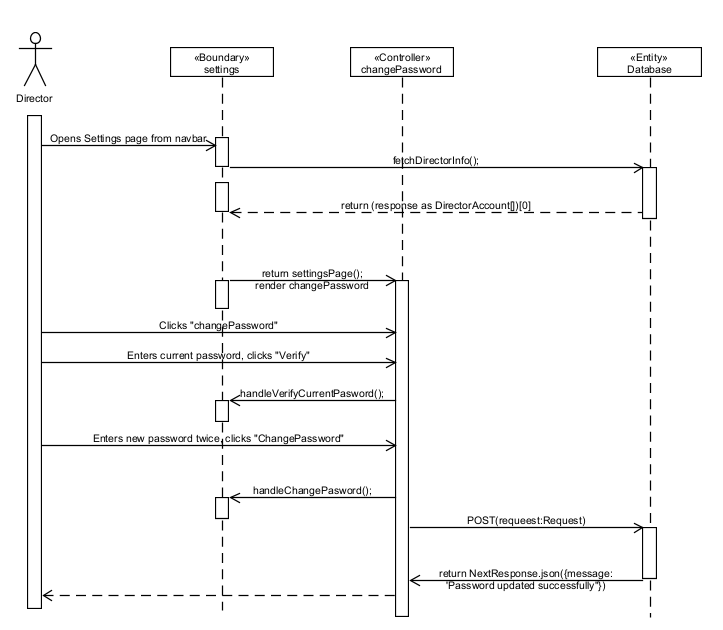 «Boundary»
settings
«Controller»
changePassword
«Entity»
Database
Director
Opens Settings page from navbar
fetchDirectorInfo();
return (response as DirectorAccount[])[0]
return settingsPage();
render changePassword
Clicks "changePassword"
Enters current password, clicks "Verify"
handleVerifyCurrentPasword();
Enters new password twice, clicks "ChangePassword"
handleChangePasword();
POST(requeest:Request)
return NextResponse.json({message:
'Password updated successfully"})